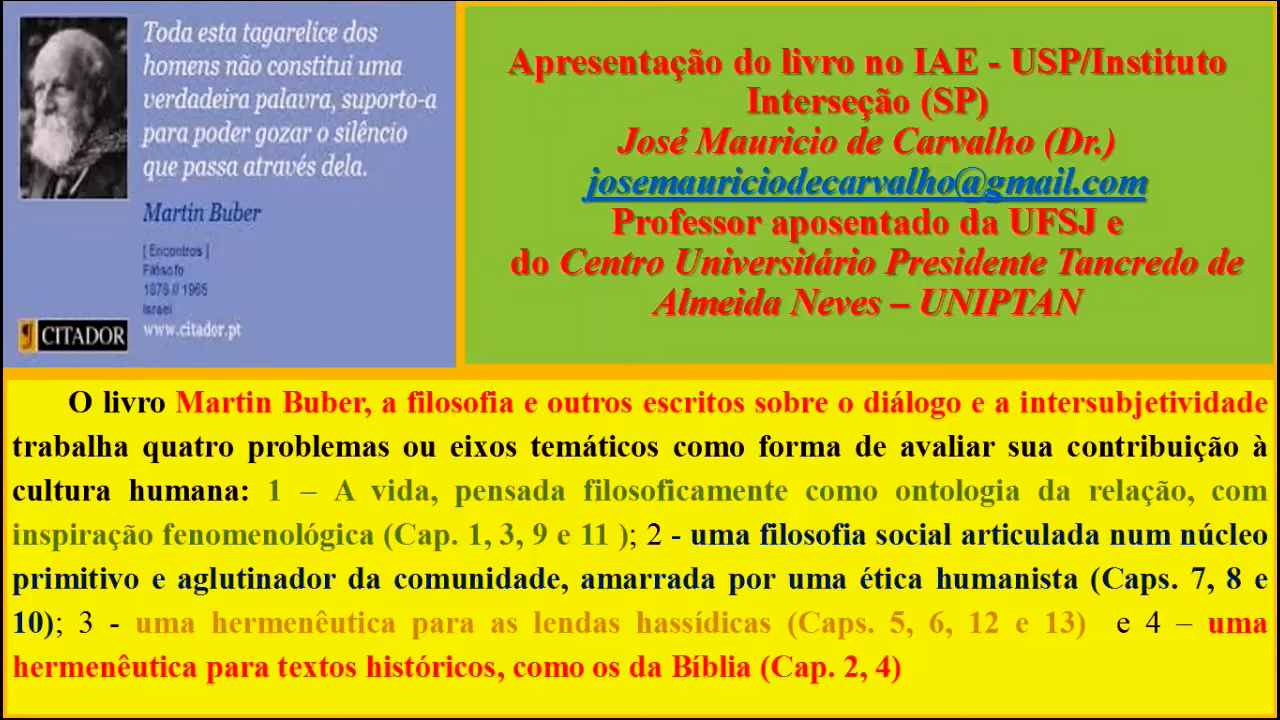 Toda esta tagarelice dos
homens não constitui uma
verdadeira palavra, suporto-a
para poder gozar o silêncio
que passa através dela.
Martin Buber
[ Encontros ]
Filósofo
1878 // 1965
Israel
www.citador.pt
CITADOR
Apresentação do livro no IAE - USP/Instituto
Interseção (SP)
José Mauricio de Carvalho (Dr.)
josemauriciodecarvalho@gmail.com
Professor aposentado da UFSJ e
do Centro Universitário Presidente Tancredo de
Almeida Neves – UNIPTAN
O livro Martin Buber, a filosofia e outros escritos sobre o diálogo e a intersubjetividade
trabalha quatro problemas ou eixos temáticos como forma de avaliar sua contribuição à
cultura humana: 1 – A vida, pensada filosoficamente como ontologia da relação, com
inspiração fenomenológica (Cap. 1, 3, 9 e 11 ); 2 - uma filosofia social articulada num núcleo
primitivo e aglutinador da comunidade, amarrada por uma ética humanista (Caps. 7, 8 e
10); 3 - uma hermenêutica para as lendas hassídicas (Caps. 5, 6, 12 e 13) e 4 – uma
hermenêutica para textos históricos, como os da Bíblia (Cap. 2, 4)